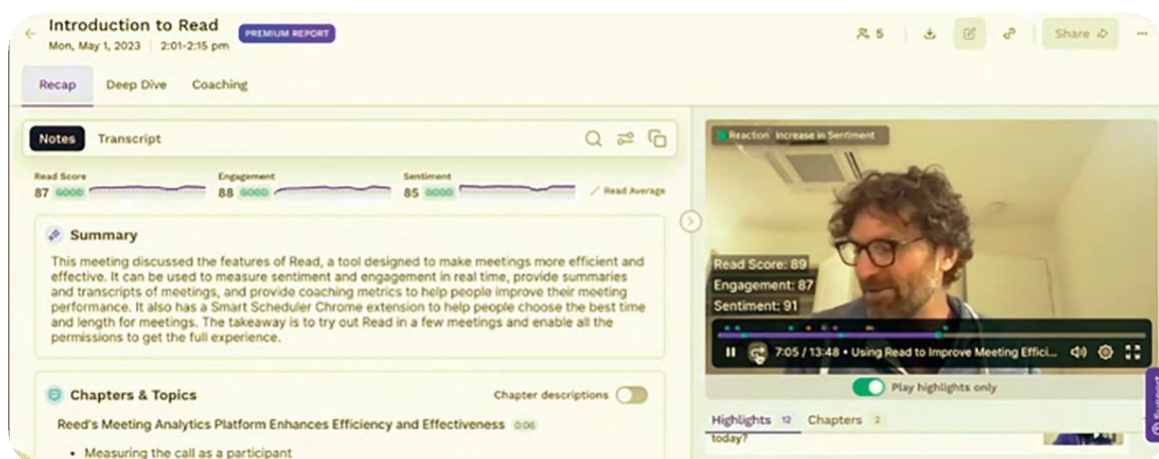 Introduction to Read
PREMIUM REPORT
Mon, May 1, 2023 2:01-2:15 pm
5
Share
Recap Deep Dive Coaching
Notes Transcript
Read Score
87 GOOD
Engagement
88 GOOD
Sentiment
85 GOOD
Read Average
Summary
This meeting discussed the features of Read, a tool designed to make meetings more efficient and
effective. It can be used to measure sentiment and engagement in real time, provide summaries
and transcripts of meetings, and provide coaching metrics to help people improve their meeting
performance. It also has a Smart Scheduler Chrome extension to help people choose the best time
and length for meetings. The takeaway is to try out Read in a few meetings and enable all the
permissions to get the full experience.
Chapters & Topics
Chapter descriptions
Reed's Meeting Analytics Platform Enhances Efficiency and Effectiveness 0:06
• Measuring the call as a participant
Reaction Increase in Sentiment
Read Score: 89
Engagement: 87
Sentiment: 91
7:05 / 13:48 • Using Read to Improve Meeting Effici...
Play highlights only
Highlights 12 Chapters 2
today?
Support